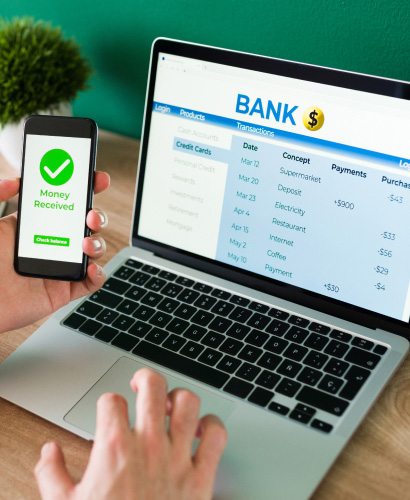 Money
Received
Check balance
BANK $
Login Products Transactions
Cash Accounts
Credit Cards
Personal Credit
Rewards
Investments
Retirement
Mortgage
Date Concept Payments
Mar 12 Supermarket -$43
Mar 20 Deposit +$900
Mar 23 Electricity -$33
Apr 4 Restaurant -$56
Apr 15 Internet -$29
May 2 Coffee -$4
May 10 Payment +$30